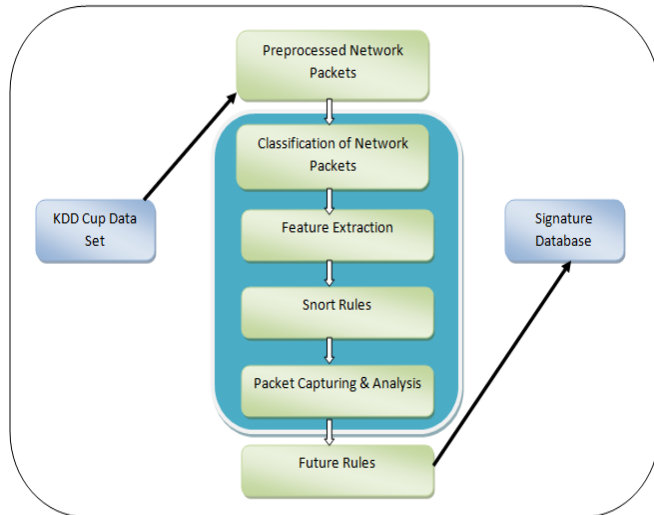 Preprocessed Network
Packets
Classification of Network
Packets
KDD Cup Data
Set
Feature Extraction
Signature
Database
Snort Rules
Packet Capturing & Analysis
Future Rules